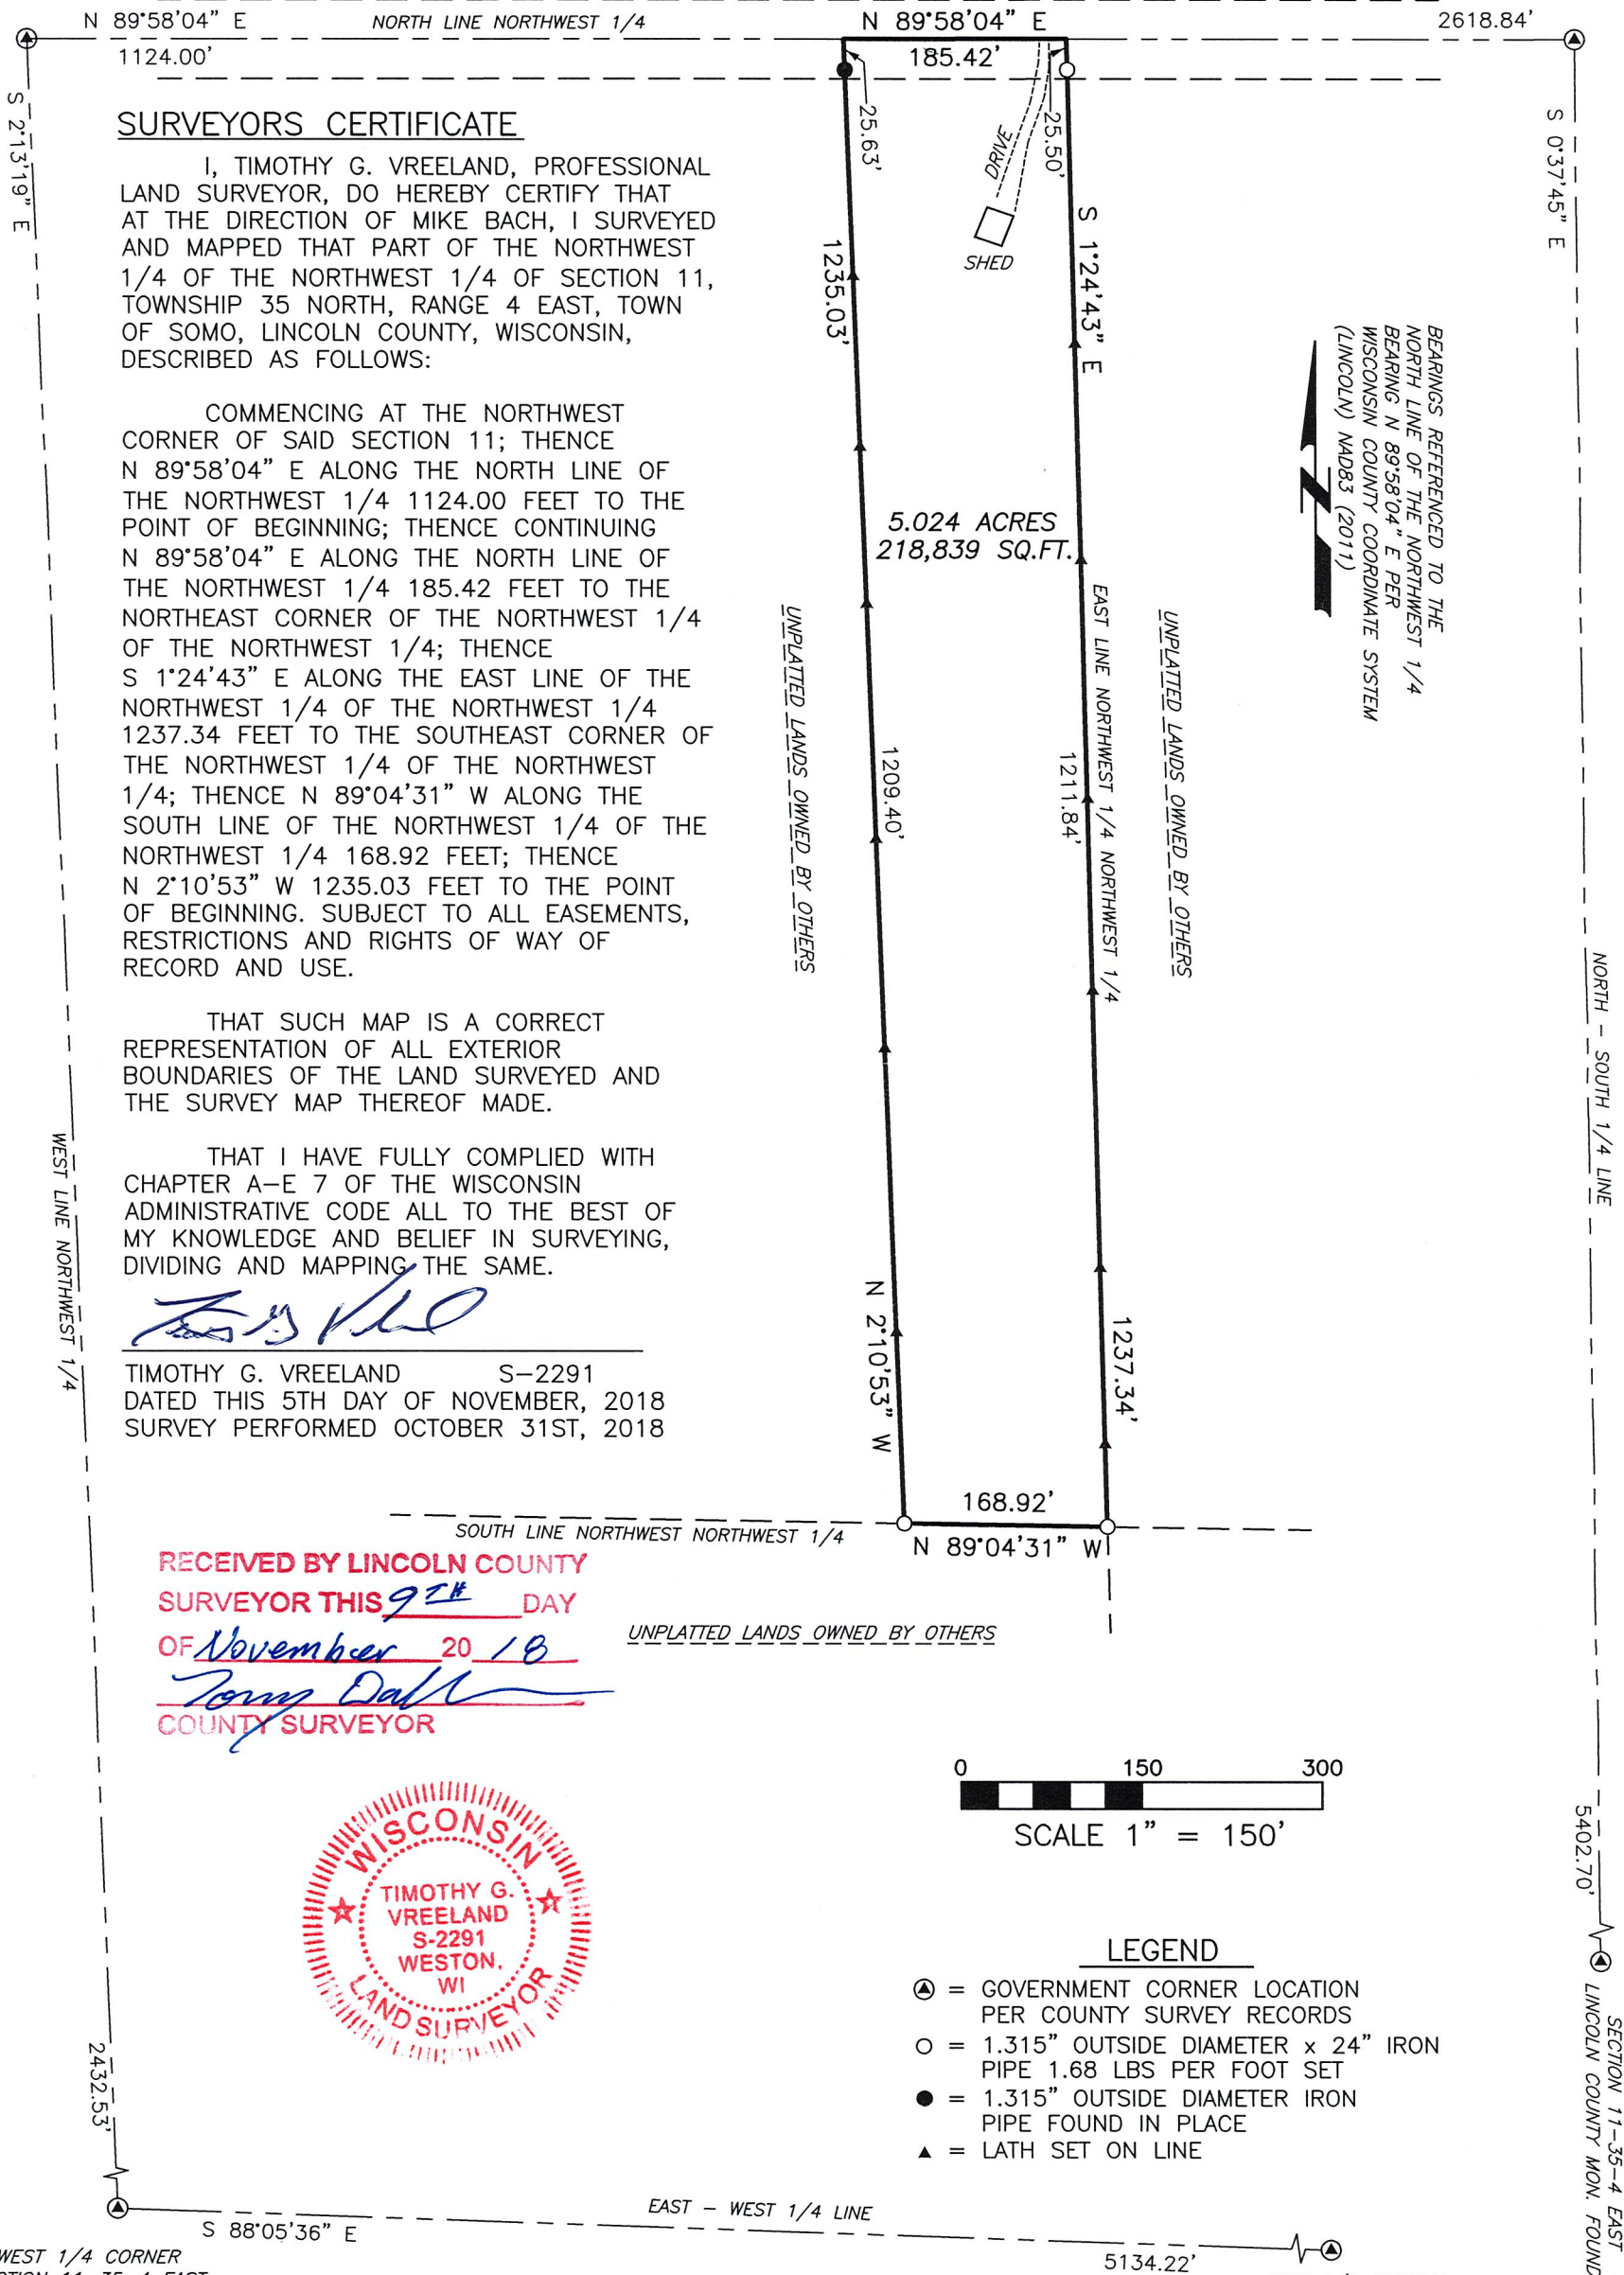 N 89°58'04" E
NORTH LINE NORTHWEST 1/4
N 89°58'04" E
2618.84'
1124.00'
185.42'
S 2°13'19" E
S 0°37'45" E
25.63'
25.50'
DRIVE
SHED
1235.03'
S 1°24'43" E
SURVEYORS CERTIFICATE
I, TIMOTHY G. VREELAND, PROFESSIONAL
LAND SURVEYOR, DO HEREBY CERTIFY THAT
AT THE DIRECTION OF MIKE BACH, I SURVEYED
AND MAPPED THAT PART OF THE NORTHWEST
1/4 OF THE NORTHWEST 1/4 OF SECTION 11,
TOWNSHIP 35 NORTH, RANGE 4 EAST, TOWN
OF SOMO, LINCOLN COUNTY, WISCONSIN,
DESCRIBED AS FOLLOWS:
COMMENCING AT THE NORTHWEST
CORNER OF SAID SECTION 11; THENCE
N 89°58'04" E ALONG THE NORTH LINE OF
THE NORTHWEST 1/4 1124.00 FEET TO THE
POINT OF BEGINNING; THENCE CONTINUING
N 89°58'04" E ALONG THE NORTH LINE OF
THE NORTHWEST 1/4 185.42 FEET TO THE
NORTHEAST CORNER OF THE NORTHWEST 1/4
OF THE NORTHWEST 1/4; THENCE
S 1°24'43" E ALONG THE EAST LINE OF THE
NORTHWEST 1/4 OF THE NORTHWEST 1/4
1237.34 FEET TO THE SOUTHEAST CORNER OF
THE NORTHWEST 1/4 OF THE NORTHWEST
1/4; THENCE N 89°04'31" W ALONG THE
SOUTH LINE OF THE NORTHWEST 1/4 OF THE
NORTHWEST 1/4 168.92 FEET; THENCE
N 2°10'53" W 1235.03 FEET TO THE POINT
OF BEGINNING. SUBJECT TO ALL EASEMENTS,
RESTRICTIONS AND RIGHTS OF WAY OF
RECORD AND USE.
THAT SUCH MAP IS A CORRECT
REPRESENTATION OF ALL EXTERIOR
BOUNDARIES OF THE LAND SURVEYED AND
THE SURVEY MAP THEREOF MADE.
THAT I HAVE FULLY COMPLIED WITH
CHAPTER A-E 7 OF THE WISCONSIN
ADMINISTRATIVE CODE ALL TO THE BEST OF
MY KNOWLEDGE AND BELIEF IN SURVEYING,
DIVIDING AND MAPPING THE SAME.
TIMOTHY G. VREELAND S-2291
DATED THIS 5TH DAY OF NOVEMBER, 2018
SURVEY PERFORMED OCTOBER 31ST, 2018
BEARINGS REFERENCED TO THE
NORTH LINE OF THE NORTHWEST 1/4
BEARING N 89°58'04" E PER
WISCONSIN COUNTY COORDINATE SYSTEM
(LINCOLN) NAD83 (2011)
N
5.024 ACRES
218,839 SQ.FT.
UNPLATTED LANDS OWNED BY OTHERS
EAST LINE NORTHWEST 1/4 NORTHWEST 1/4
UNPLATTED LANDS OWNED BY OTHERS
1209.40'
1211.84'
NORTH - SOUTH 1/4 LINE
WEST LINE NORTHWEST 1/4
N 2°10'53" W
1237.34'
168.92'
N 89°04'31" W
SOUTH LINE NORTHWEST NORTHWEST 1/4
UNPLATTED LANDS OWNED BY OTHERS
RECEIVED BY LINCOLN COUNTY
SURVEYOR THIS 9TH DAY
OF November 20 18
COUNTY SURVEYOR
WISCONSIN
TIMOTHY G.
VREELAND
S-2291
WESTON,
WI
LAND SURVEYOR
0 150 300
SCALE 1" = 150'
5402.70'
LEGEND
= GOVERNMENT CORNER LOCATION
PER COUNTY SURVEY RECORDS
= 1.315" OUTSIDE DIAMETER x 24" IRON
PIPE 1.68 LBS PER FOOT SET
= 1.315" OUTSIDE DIAMETER IRON
PIPE FOUND IN PLACE
= LATH SET ON LINE
SECTION 11-35-4 EAST
LINCOLN COUNTY MON. FOUND
2432.53'
S 88°05'36" E
EAST - WEST 1/4 LINE
5134.22'
WEST 1/4 CORNER